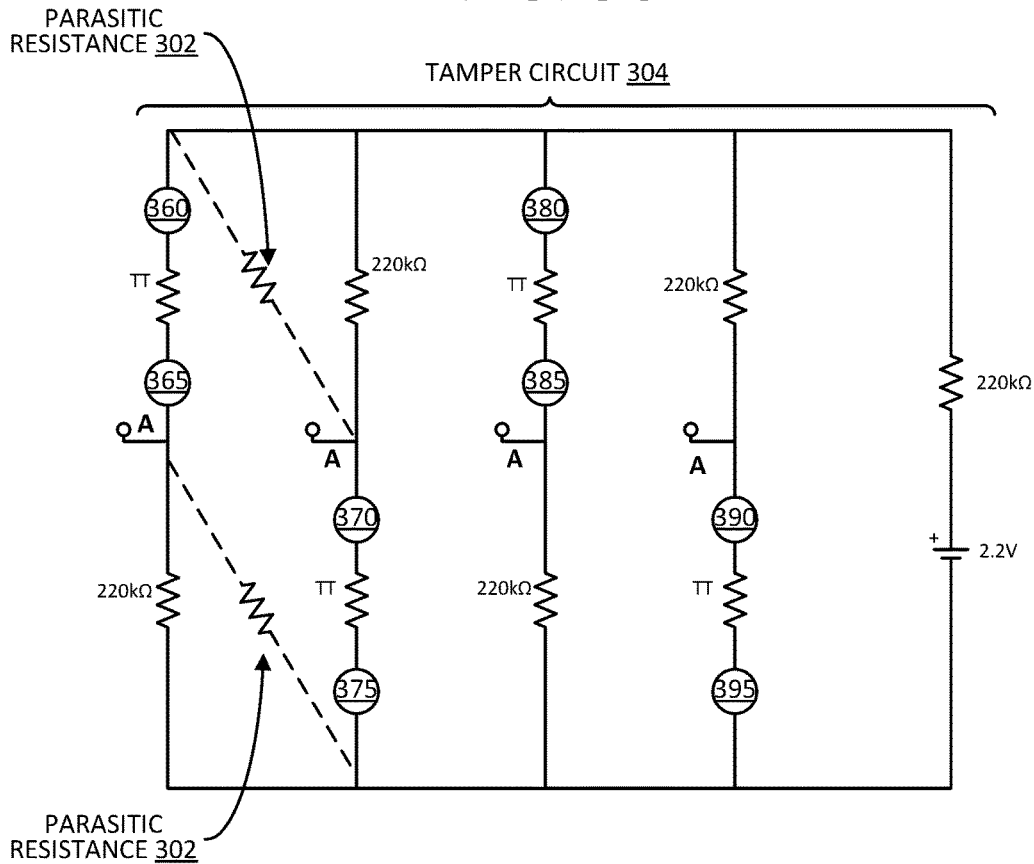 PARASITIC
RESISTANCE 302
TAMPER CIRCUIT 304
360
380
TT
220kΩ
TT
220kΩ
365
385
220kΩ
A
A
A
A
370
390
+
2.2V
220kΩ
TT
220kΩ
TT
375
395
PARASITIC
RESISTANCE 302